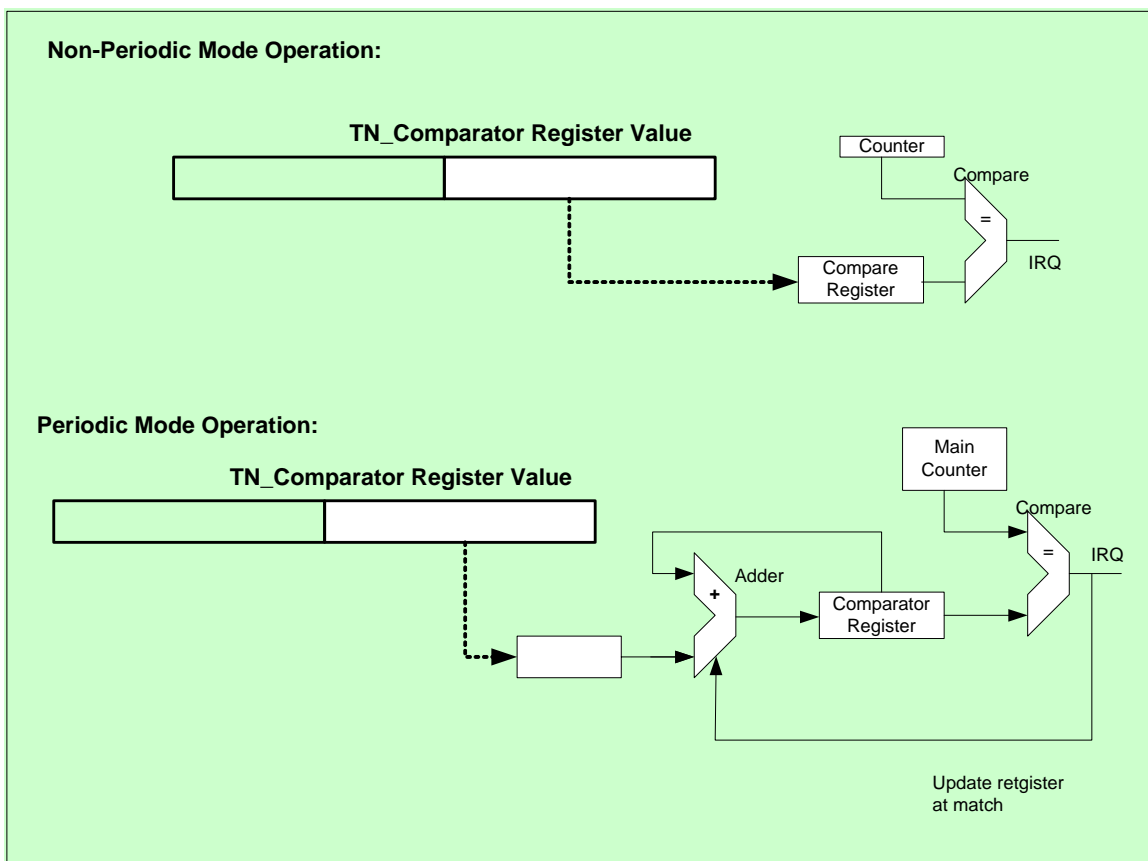 Non-Periodic Mode Operation:
TN_Comparator Register Value
Counter
Compare
=
IRQ
Compare
Register
Periodic Mode Operation:
TN_Comparator Register Value
Main
Counter
Compare
=
IRQ
Adder
+
Comparator
Register
Update retgister
at match